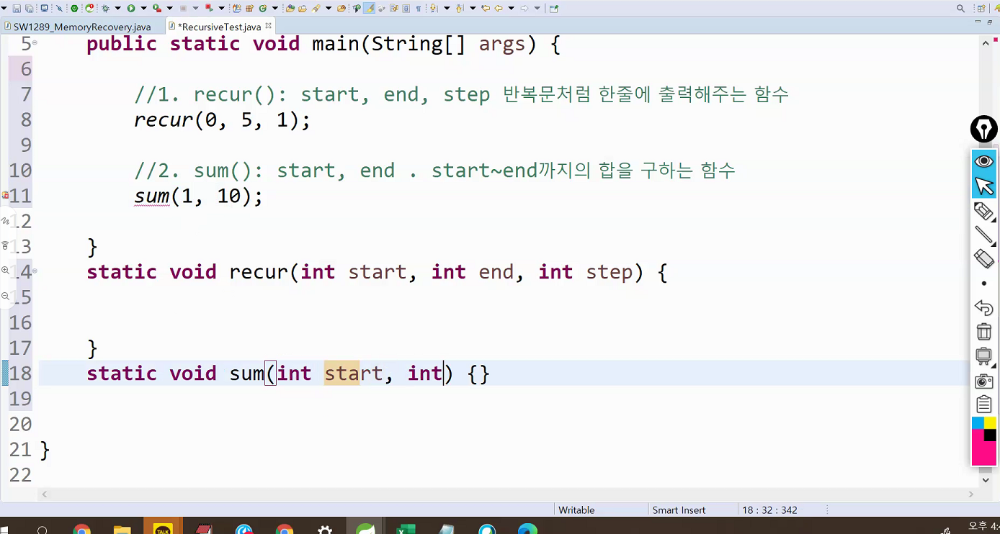 SW1289_MemoryRecovery.java *RecursiveTest.java
5 public static void main(String[] args) {
6
7 //1. recur(): start, end, step 반복문처럼 한줄에 출력해주는 함수
8 recur(0, 5, 1);
9
10 //2. sum(): start, end . start~end까지의 합을 구하는 함수
11 sum(1, 10);
12
13 }
14 static void recur(int start, int end, int step) {
15
16
17 }
18 static void sum(int start, int) {}
19
20
21 }
22
Writable Smart Insert 18 : 32 : 342
TALK
오후